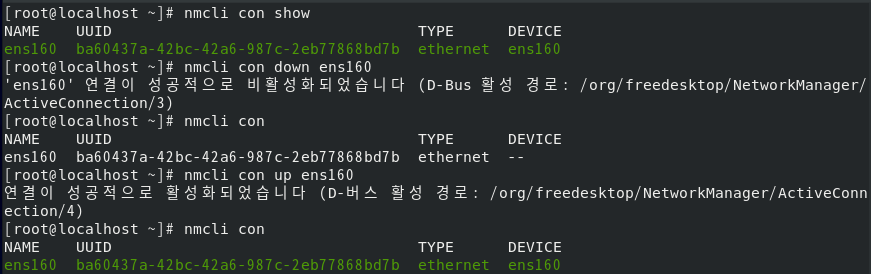 [root@localhost ~]# nmcli con show
NAME    UUID                                  TYPE      DEVICE
ens160  ba60437a-42bc-42a6-987c-2eb77868bd7b  ethernet  ens160
[root@localhost ~]# nmcli con down ens160
'ens160' 연결이 성공적으로 비활성화되었습니다 (D-Bus 활성 경로: /org/freedesktop/NetworkManager/
ActiveConnection/3)
[root@localhost ~]# nmcli con
NAME    UUID                                  TYPE      DEVICE
ens160  ba60437a-42bc-42a6-987c-2eb77868bd7b  ethernet  --
[root@localhost ~]# nmcli con up ens160
연결이 성공적으로 활성화되었습니다 (D-버스 활성 경로: /org/freedesktop/NetworkManager/ActiveConn
ection/4)
[root@localhost ~]# nmcli con
NAME    UUID                                  TYPE      DEVICE
ens160  ba60437a-42bc-42a6-987c-2eb77868bd7b  ethernet  ens160